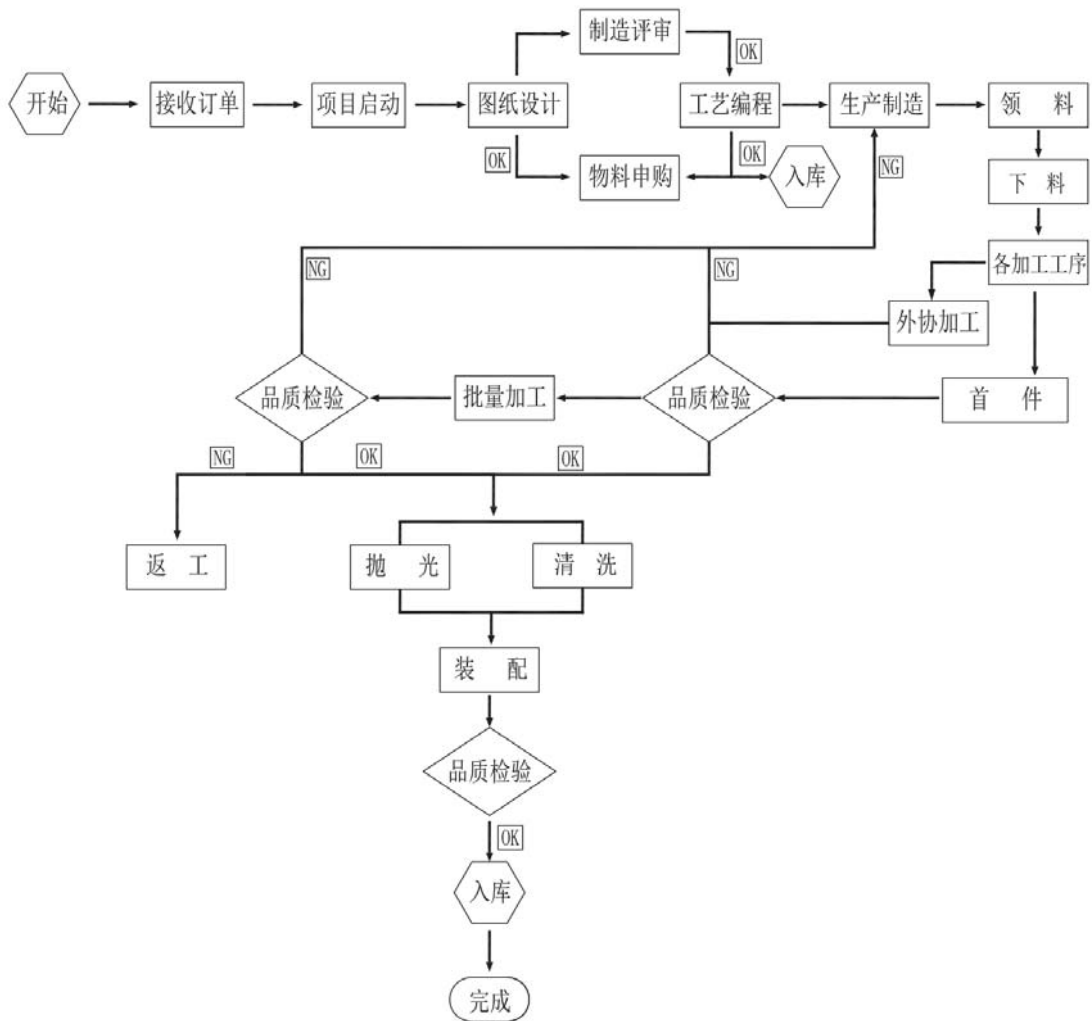 制造评审
OK
开始
接收订单
项目启动
图纸设计
工艺编程
生产制造
领 料
OK
物料申购
OK
入库
NG
下 料
NG
NG
各加工工序
外协加工
品质检验
批量加工
品质检验
首 件
NG
OK
OK
返 工
抛 光
清 洗
装 配
品质检验
OK
入库
完成